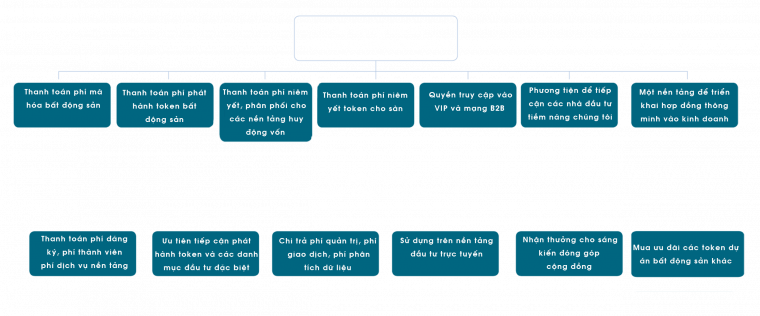 Thanh toán phí mã
hóa bất động sản
Thanh toán phí phát
hành token bất
động sản
Thanh toán phí niêm
yết, phân phối cho
các nền tảng huy
động vốn
Thanh toán phí niêm
yết token cho sàn
Quyền truy cập vào
VIP và mạng B2B
Phương tiện để tiếp
cận các nhà đầu tư
tiềm năng chúng tôi
Một nền tảng để triển
khai hợp đồng thông
minh vào kinh doanh
Thanh toán phí đăng
ký, phí thành viên
phí dịch vụ nền tảng
Ưu tiên tiếp cận phát
hành token và các danh
mục đầu tư đặc biệt
Chi trả phí quản trị, phí
giao dịch, phí phân
tích dữ liệu
Sử dụng trên nền tảng
đầu tư trực tuyến
Nhận thưởng cho sáng
kiến đóng góp
cộng đồng
Mua ưu đãi các token dự
án bất động sản khác